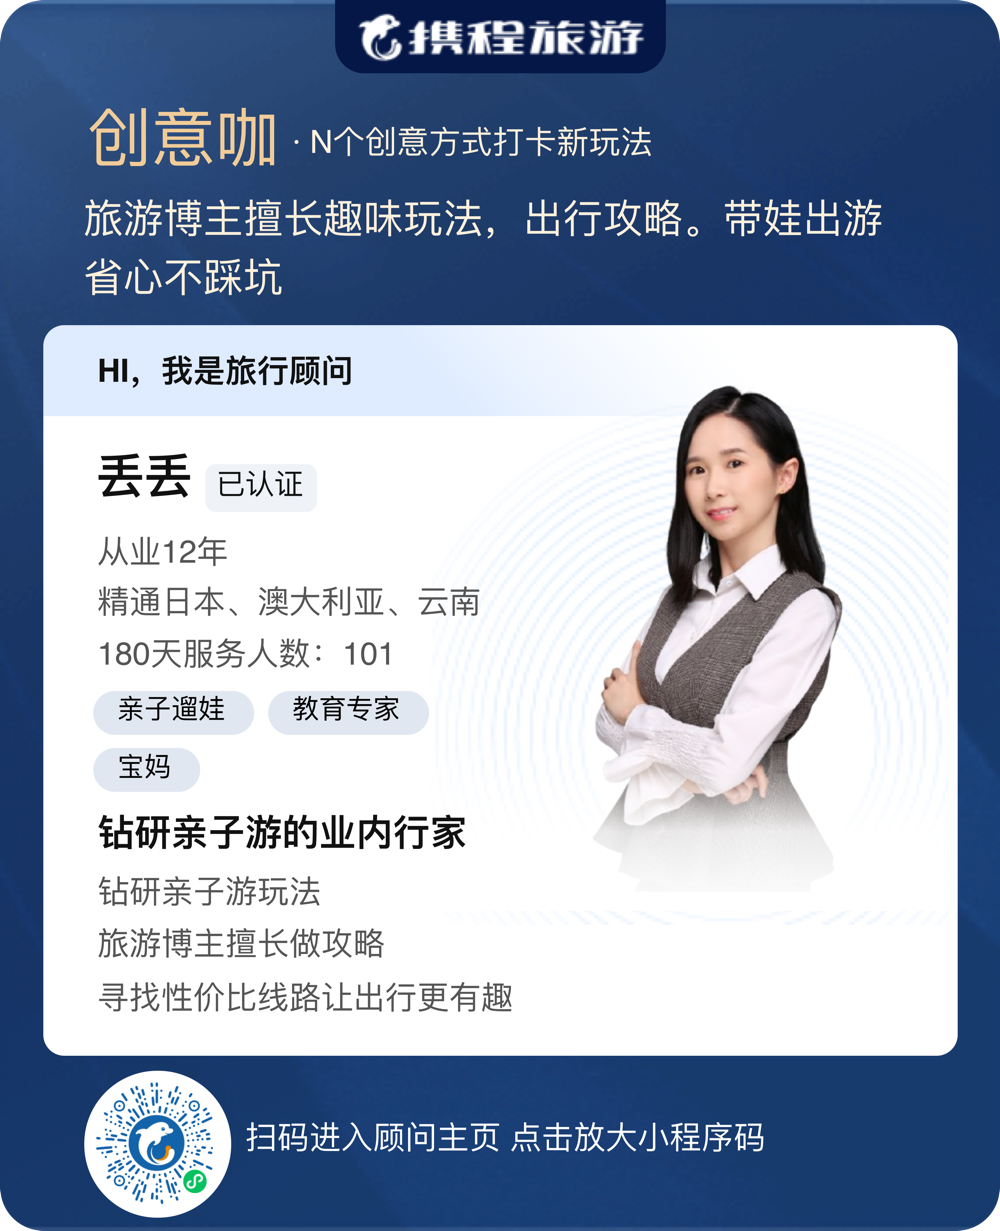 携程旅游
创意咖 · N个创意方式打卡新玩法
旅游博主擅长趣味玩法，出行攻略。带娃出游
省心不踩坑
HI，我是旅行顾问
丢丢 已认证
从业12年
精通日本、澳大利亚、云南
180天服务人数：101
亲子遛娃 教育专家
宝妈
钻研亲子游的业内行家
钻研亲子游玩法
旅游博主擅长做攻略
寻找性价比线路让出行更有趣
扫码进入顾问主页 点击放大小程序码